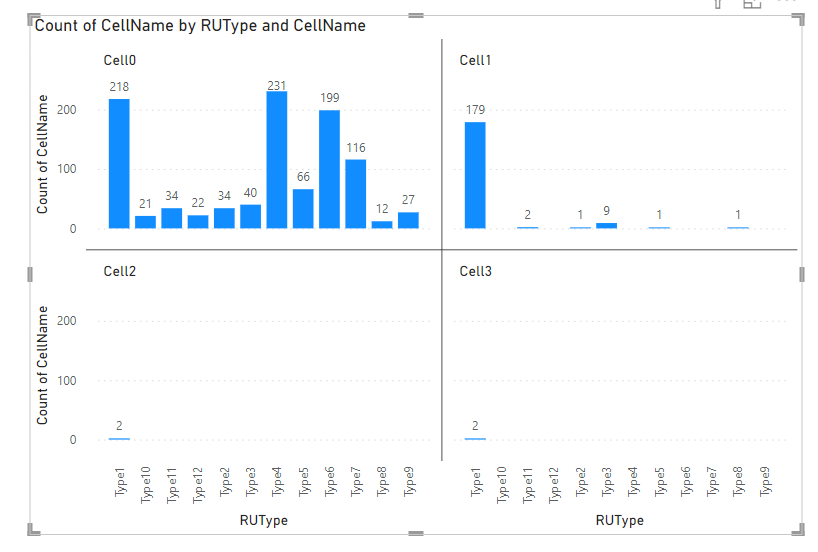 Count of CellName by RUType and CellName
Cell0
Cell1
Count of CellName
200
100
0
218
21
34
22
34
40
231
66
199
116
12
27
179
2
1
9
1
1
Cell2
Cell3
Count of CellName
200
100
0
2
2
Type1
Type10
Type11
Type12
Type2
Type3
Type4
Type5
Type6
Type7
Type8
Type9
Type1
Type10
Type11
Type12
Type2
Type3
Type4
Type5
Type6
Type7
Type8
Type9
RUType
RUType